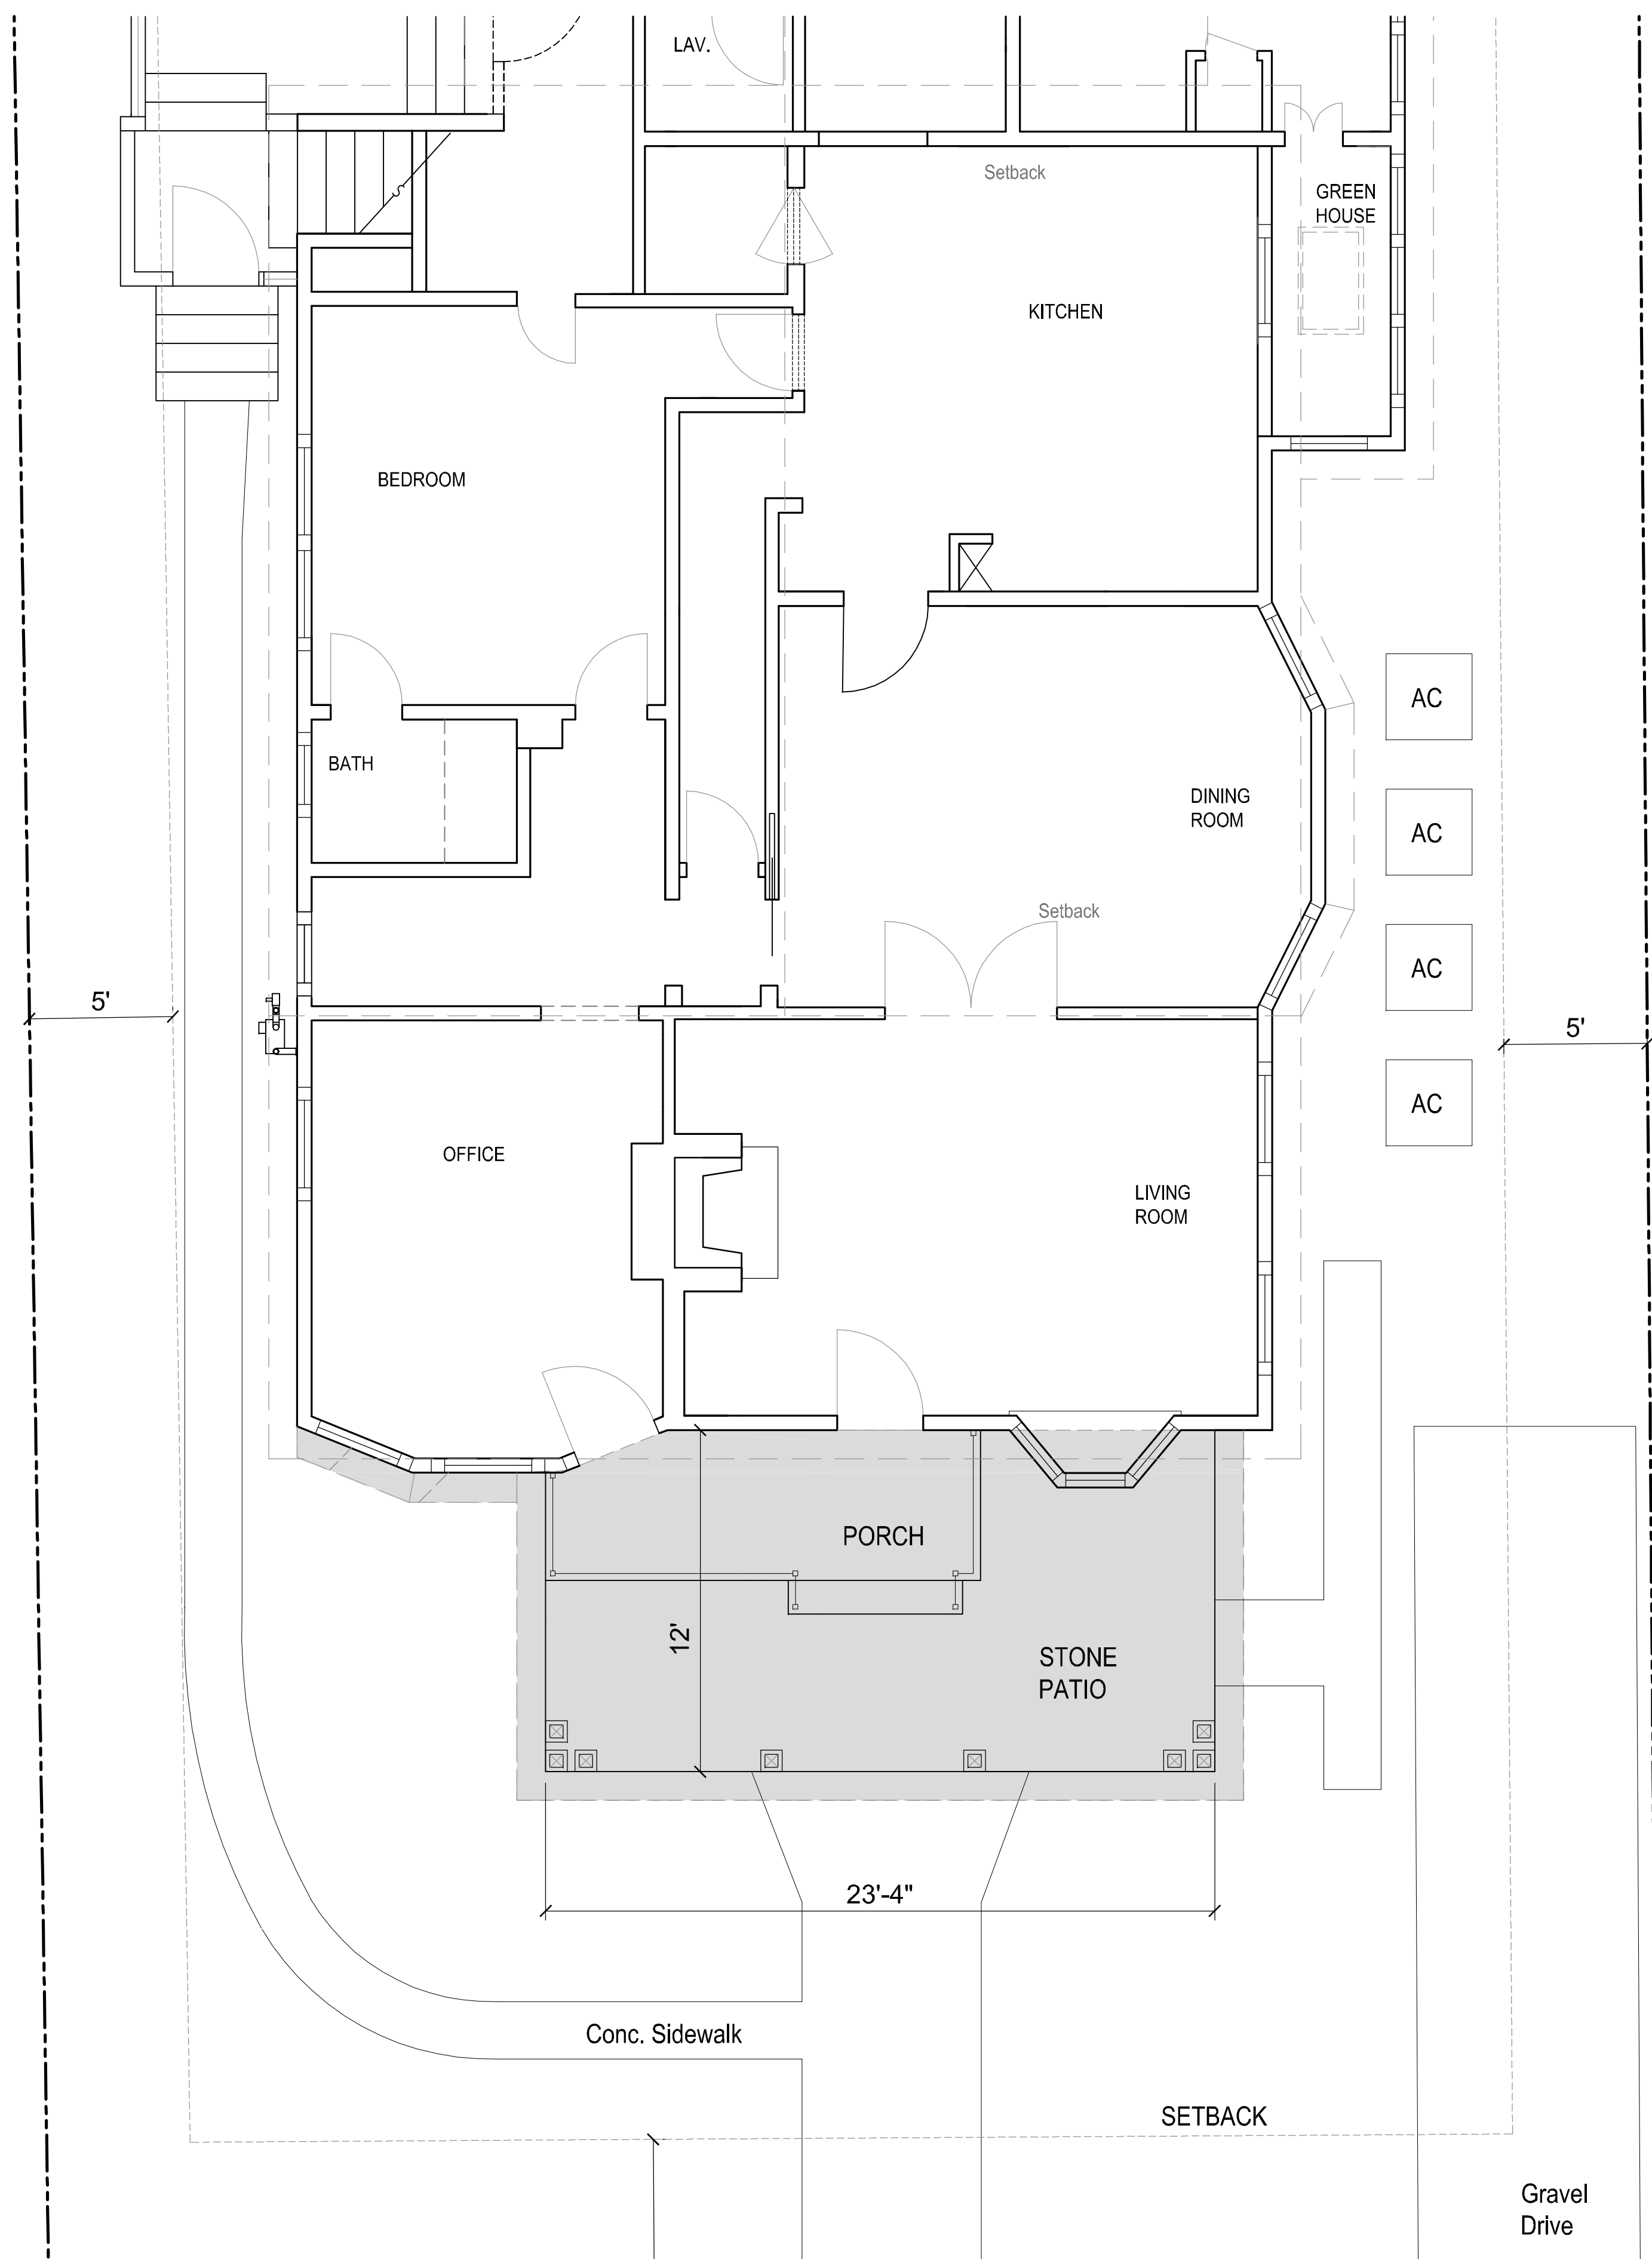 LAV.
Setback
GREEN
HOUSE
KITCHEN
BEDROOM
AC
BATH
DINING
ROOM
AC
Setback
AC
5'
5'
AC
OFFICE
LIVING
ROOM
PORCH
12'
STONE
PATIO
23'-4"
Conc. Sidewalk
SETBACK
Gravel
Drive